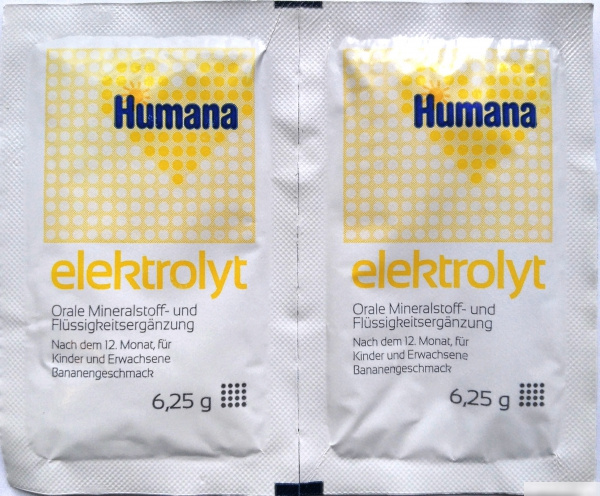 Humana
elektrolyt
Orale Mineralstoff- und
Flüssigkeitsergänzung
Nach dem 12. Monat, für
Kinder und Erwachsene
Bananengeschmack
6,25 g
Humana
elektrolyt
Orale Mineralstoff- und
Flüssigkeitsergänzung
Nach dem 12. Monat, für
Kinder und Erwachsene
Bananengeschmack
6,25 g